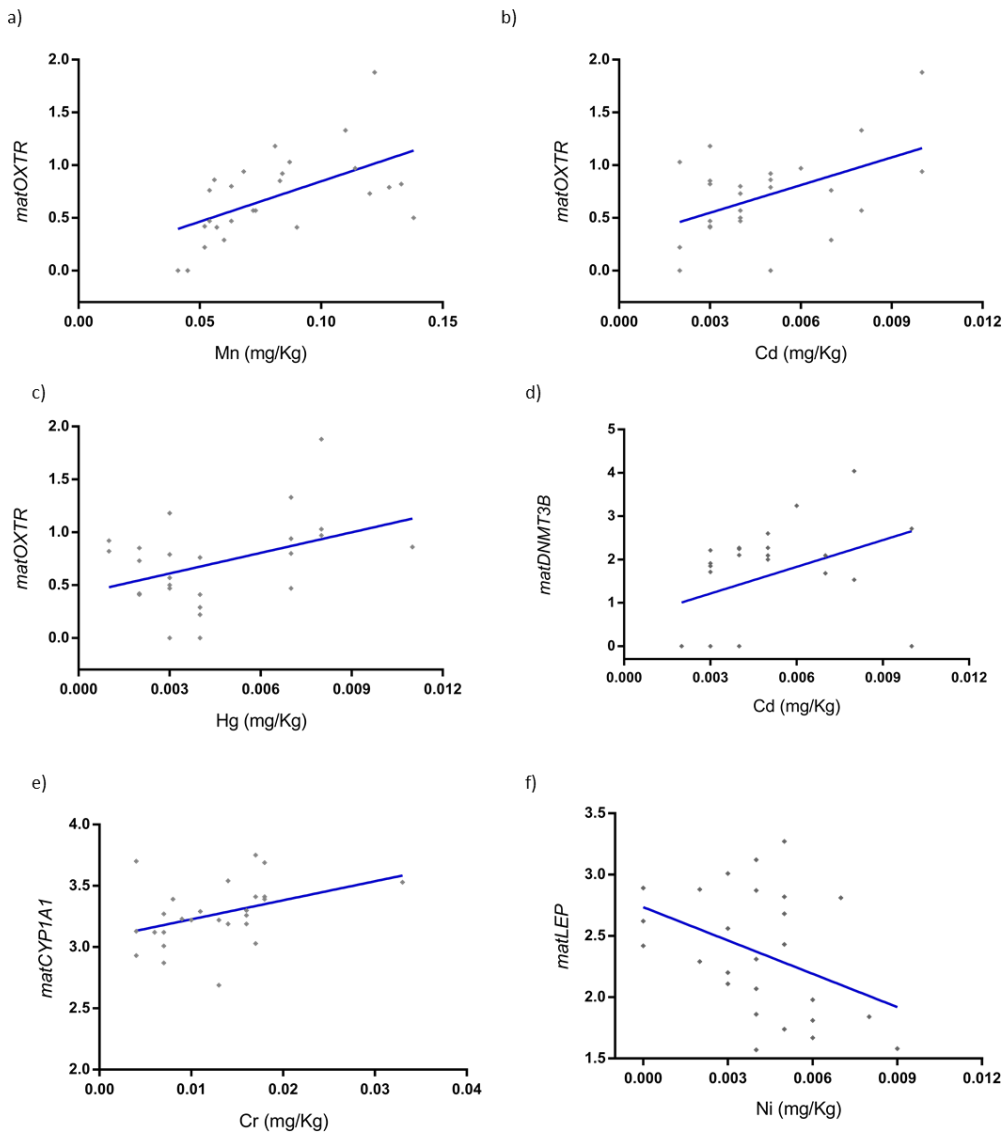 a)
2.0
1.5
1.0
0.5
0.0
matOXTR
0.00 0.05 0.10 0.15
Mn (mg/Kg)
b)
2.0
1.5
1.0
0.5
0.0
matOXTR
0.000 0.003 0.006 0.009 0.012
Cd (mg/Kg)
c)
2.0
1.5
1.0
0.5
0.0
matOXTR
0.000 0.003 0.006 0.009 0.012
Hg (mg/Kg)
d)
5
4
3
2
1
0
matDNMT3B
0.000 0.003 0.006 0.009 0.012
Cd (mg/Kg)
e)
4.0
3.5
3.0
2.5
2.0
matCYP1A1
0.00 0.01 0.02 0.03 0.04
Cr (mg/Kg)
f)
3.5
3.0
2.5
2.0
1.5
matLEP
0.000 0.003 0.006 0.009 0.012
Ni (mg/Kg)